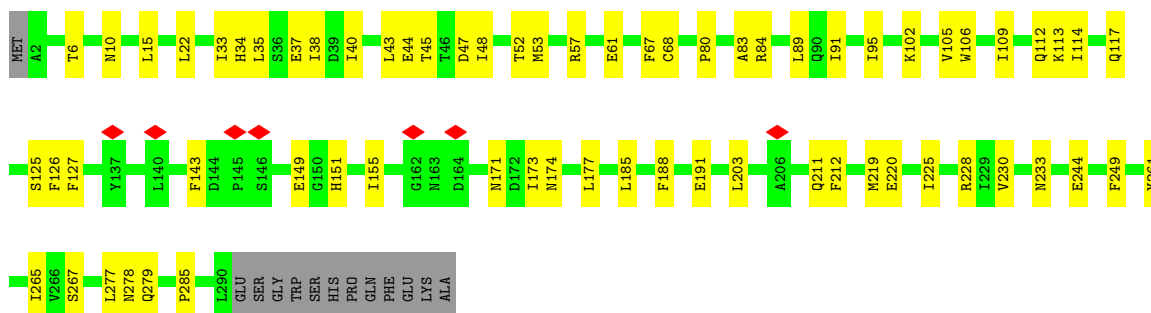 MET A2 T6 N10 L15 L22 I33 H34 L35 S36 E37 I38 D39 I40 L43 E44 T45 T46 D47 I48 T52 M53 R57 E61 F67 C68 P80 A83 R84 L89 Q90 I91 I95 K102 V105 W106 I109 Q112 K113 I114 Q117
S125 F126 F127 Y137 L140 F143 D144 P145 S146 E149 G150 H151 I155 G162 N163 D164 N171 D172 I173 N174 L177 L185 F188 E191 L203 A206 Q211 F212 M219 E220 I225 R228 I229 V230 N233 E244 F249
I265 V266 S267 L277 N278 Q279 P285 L290 GLU SER GLY TRP SER HIS PRO GLN PHE GLU LYS ALA